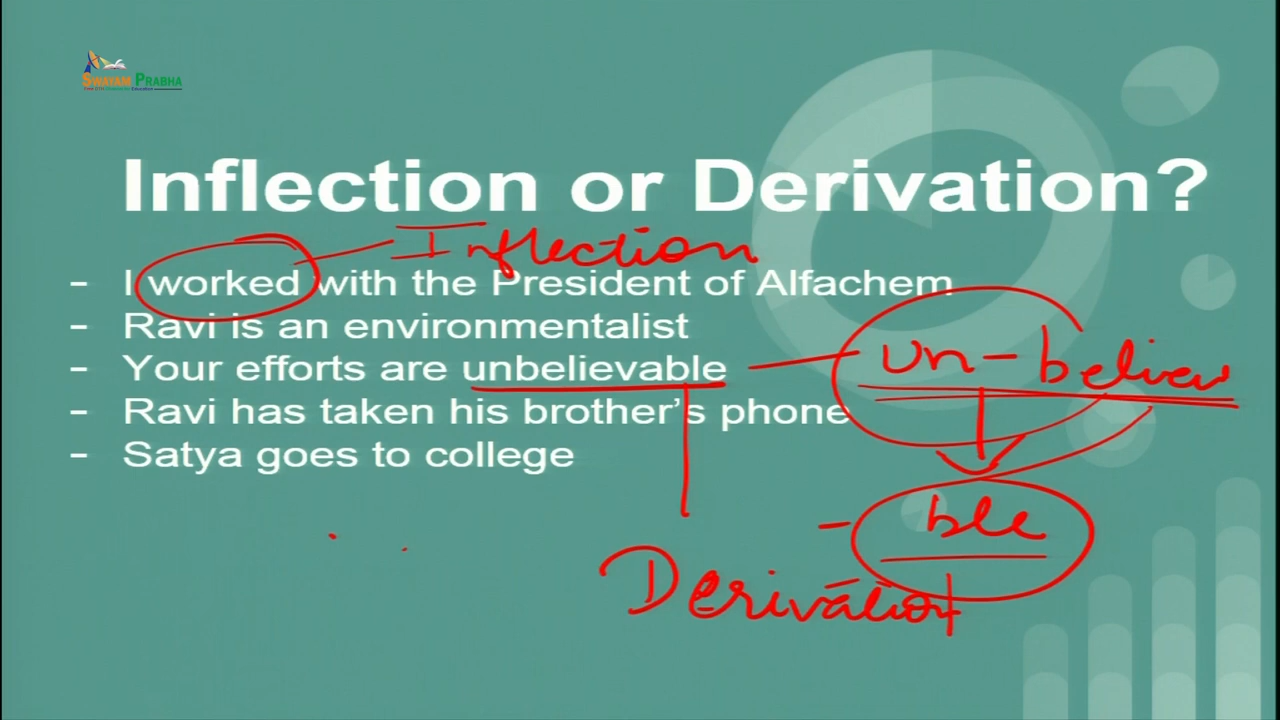 SWAYAM PRABHA
Inflection or Derivation?
Inflection
- I worked with the President of Alfachem
- Ravi is an environmentalist
- Your efforts are unbelievable
un-believ
- Ravi has taken his brother's phone
- Satya goes to college
- ble
Derivation